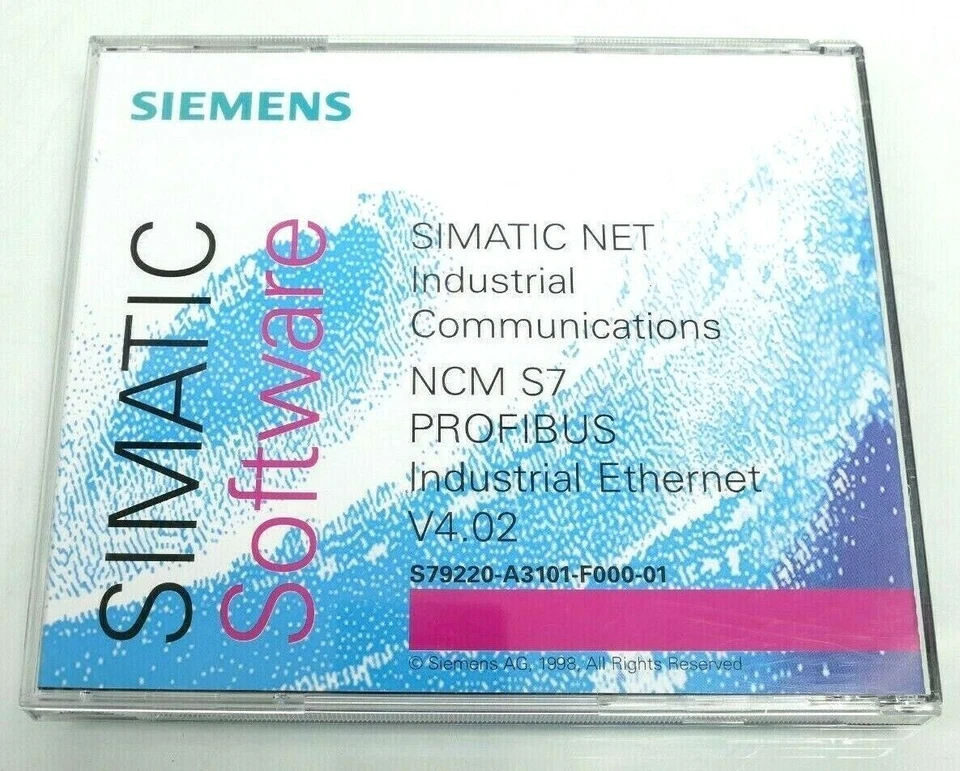 SIEMENS
SIMATIC
Software
SIMATIC NET
Industrial
Communications
NCM S7
PROFIBUS
Industrial Ethernet
V4.02
S79220-A3101-F000-01
© Siemens AG, 1998, All Rights Reserved